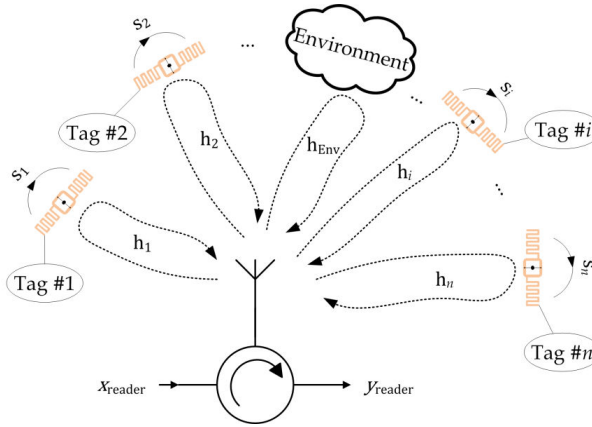 S2
...
Environment
...
Si
Tag #2
Tag #i
S1
h2
hEnv
hi
...
h1
Tag #1
hn
Sn
Tag #n
xreader
yreader